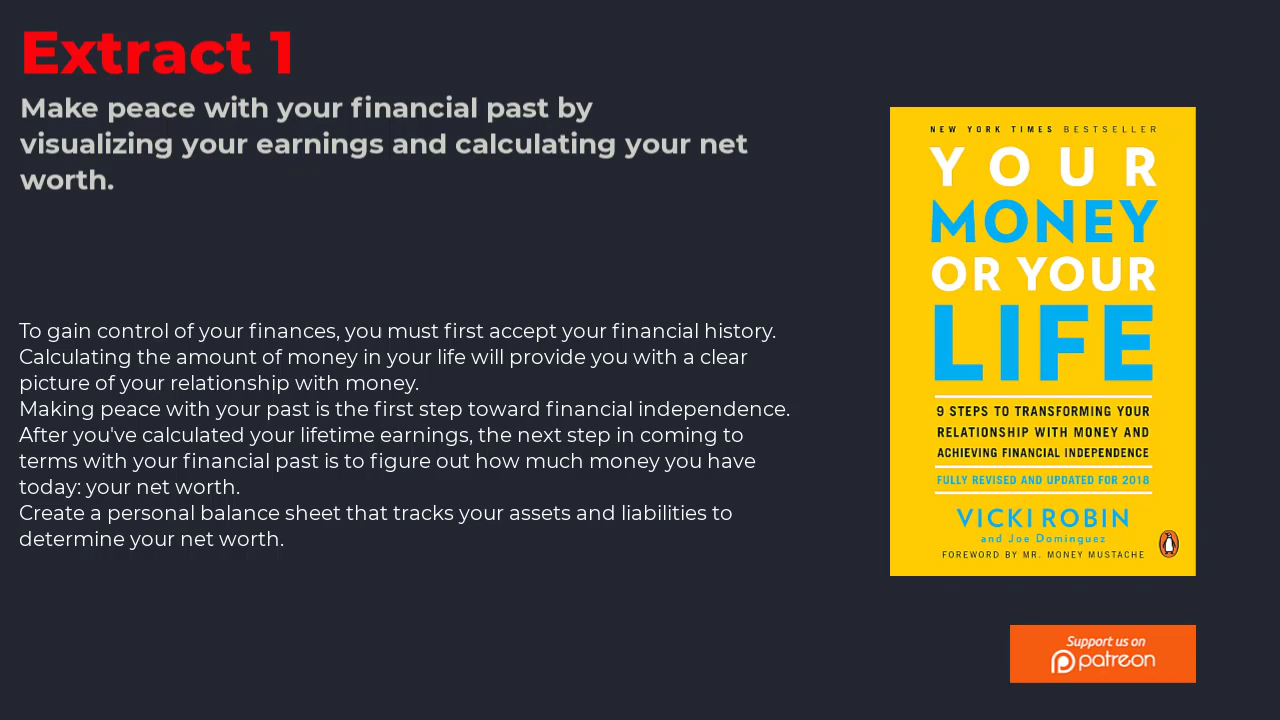 Extract 1
Make peace with your financial past by
visualizing your earnings and calculating your net
worth.
To gain control of your finances, you must first accept your financial history.
Calculating the amount of money in your life will provide you with a clear
picture of your relationship with money.
Making peace with your past is the first step toward financial independence.
After you've calculated your lifetime earnings, the next step in coming to
terms with your financial past is to figure out how much money you have
today: your net worth.
Create a personal balance sheet that tracks your assets and liabilities to
determine your net worth.
NEW YORK TIMES BESTSELLER
YOUR
MONEY
OR YOUR
LIFE
9 STEPS TO TRANSFORMING YOUR
RELATIONSHIP WITH MONEY AND
ACHIEVING FINANCIAL INDEPENDENCE
FULLY REVISED AND UPDATED FOR 2018
VICKI ROBIN
and Joe Dominguez
FOREWORD BY MR. MONEY MUSTACHE
Support us on
patreon